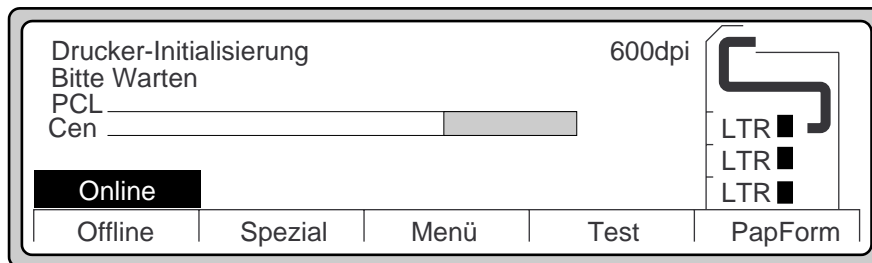 Drucker-Initialisierung 600dpi
Bitte Warten
PCL
Cen
LTR
LTR
LTR
Online
Offline Spezial Menü Test PapForm